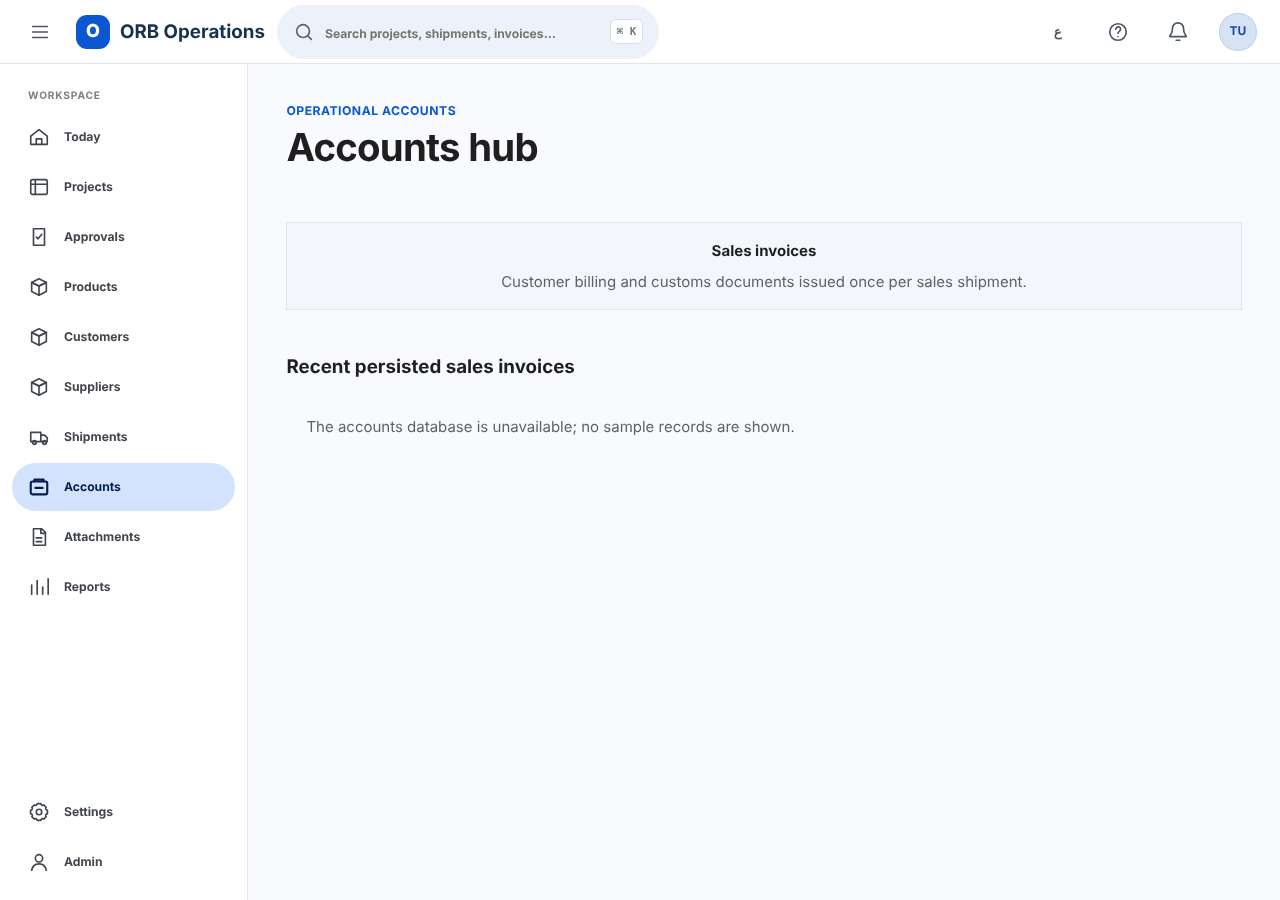 O ORB Operations
Search projects, shipments, invoices...
⌘ K
ع
TU
WORKSPACE
Today
Projects
Approvals
Products
Customers
Suppliers
Shipments
Accounts
Attachments
Reports
Settings
Admin
OPERATIONAL ACCOUNTS
Accounts hub
Sales invoices
Customer billing and customs documents issued once per sales shipment.
Recent persisted sales invoices
The accounts database is unavailable; no sample records are shown.